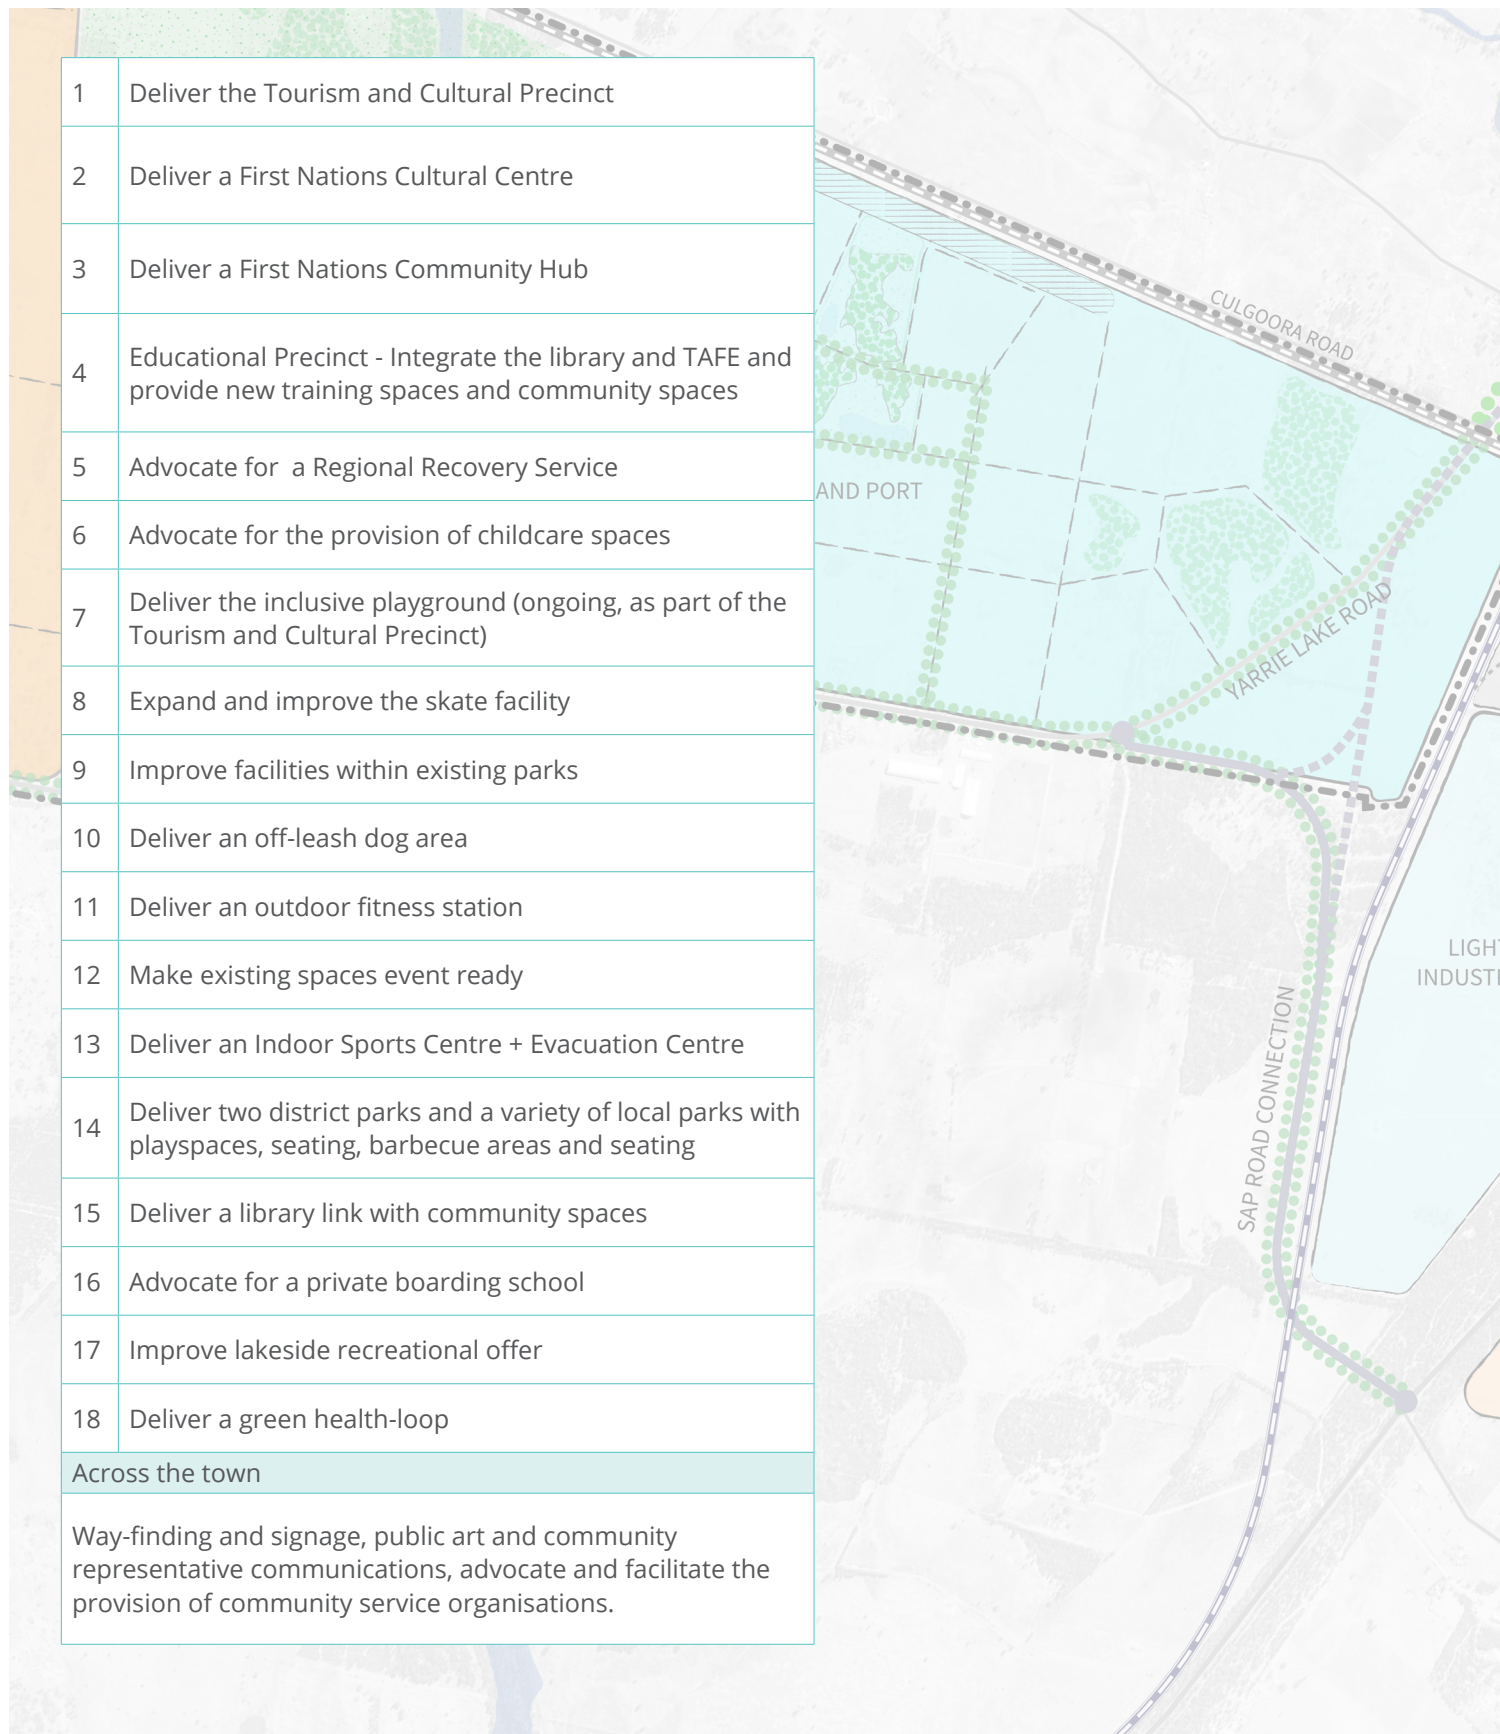 1 Deliver the Tourism and Cultural Precinct
2 Deliver a First Nations Cultural Centre
3 Deliver a First Nations Community Hub
4 Educational Precinct - Integrate the library and TAFE and
provide new training spaces and community spaces
5 Advocate for  a Regional Recovery Service
6 Advocate for the provision of childcare spaces
7 Deliver the inclusive playground (ongoing, as part of the
Tourism and Cultural Precinct)
8 Expand and improve the skate facility
9 Improve facilities within existing parks
10 Deliver an off-leash dog area
11 Deliver an outdoor fitness station
12 Make existing spaces event ready
13 Deliver an Indoor Sports Centre + Evacuation Centre
14 Deliver two district parks and a variety of local parks with
playspaces, seating, barbecue areas and seating
15 Deliver a library link with community spaces
16 Advocate for a private boarding school
17 Improve lakeside recreational offer
18 Deliver a green health-loop
Across the town
Way-finding and signage, public art and community
representative communications, advocate and facilitate the
provision of community service organisations.
CULGOORA ROAD
AND PORT
YARRIE LAKE ROAD
LIGH
INDUST
SAP ROAD CONNECTION